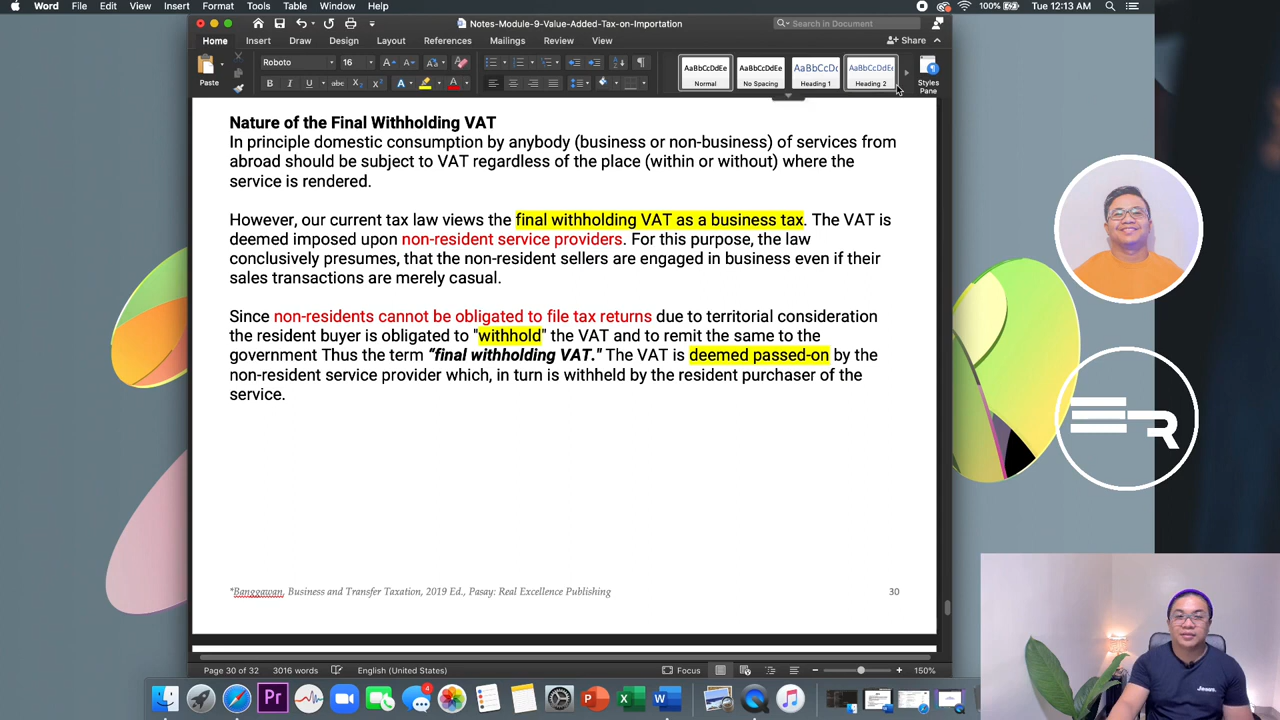 Word File Edit View Insert Format Tools Table Window Help 100% Tue 12:13 AM
Notes-Module-9-Value-Added-Tax-on-Importation
Search in Document
Home Insert Draw Design Layout References Mailings Review View Share
Paste Roboto 16
AaBbCcDdEe AaBbCcDdEe AaBbCcDc AaBbCcDdEe
Normal No Spacing Heading 1 Heading 2 Styles Pane
Nature of the Final Withholding VAT
In principle domestic consumption by anybody (business or non-business) of services from
abroad should be subject to VAT regardless of the place (within or without) where the
service is rendered.
However, our current tax law views the final withholding VAT as a business tax. The VAT is
deemed imposed upon non-resident service providers. For this purpose, the law
conclusively presumes, that the non-resident sellers are engaged in business even if their
sales transactions are merely casual.
Since non-residents cannot be obligated to file tax returns due to territorial consideration
the resident buyer is obligated to "withhold" the VAT and to remit the same to the
government Thus the term "final withholding VAT." The VAT is deemed passed-on by the
non-resident service provider which, in turn is withheld by the resident purchaser of the
service.
*Banggawan, Business and Transfer Taxation, 2019 Ed., Pasay: Real Excellence Publishing 30
Page 30 of 32 3016 words English (United States) Focus 150%
ER
Jesus.